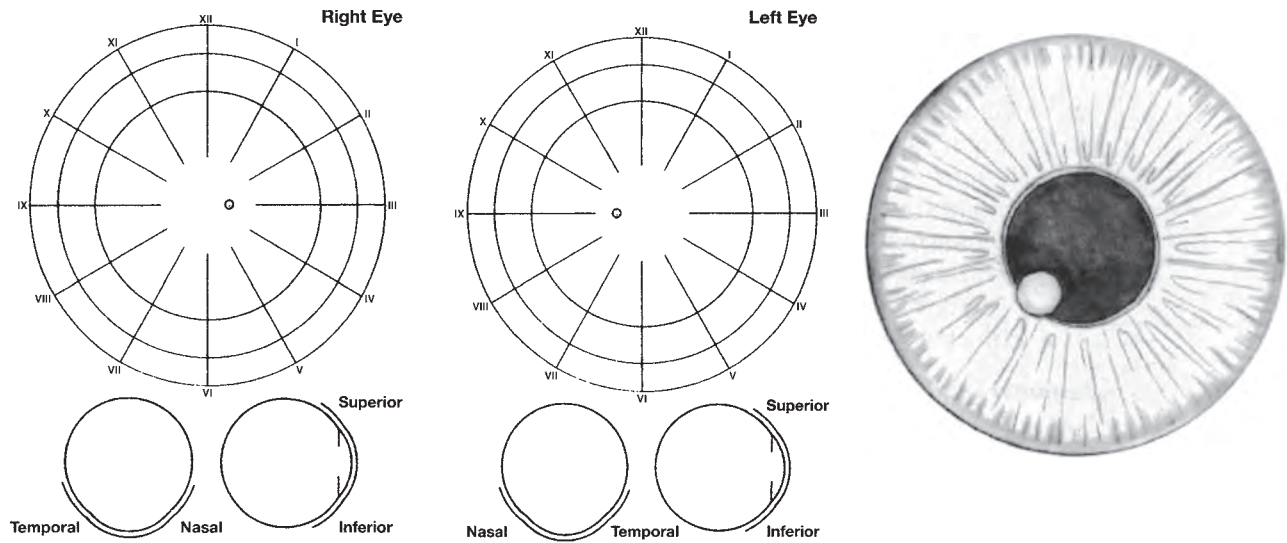 Right Eye
XII
XI
I
X
II
IX
III
VIII
IV
VII
V
VI
Superior
Temporal
Nasal
Inferior
Left Eye
XII
XI
I
X
II
IX
III
VIII
IV
VII
V
VI
Superior
Nasal
Temporal
Inferior